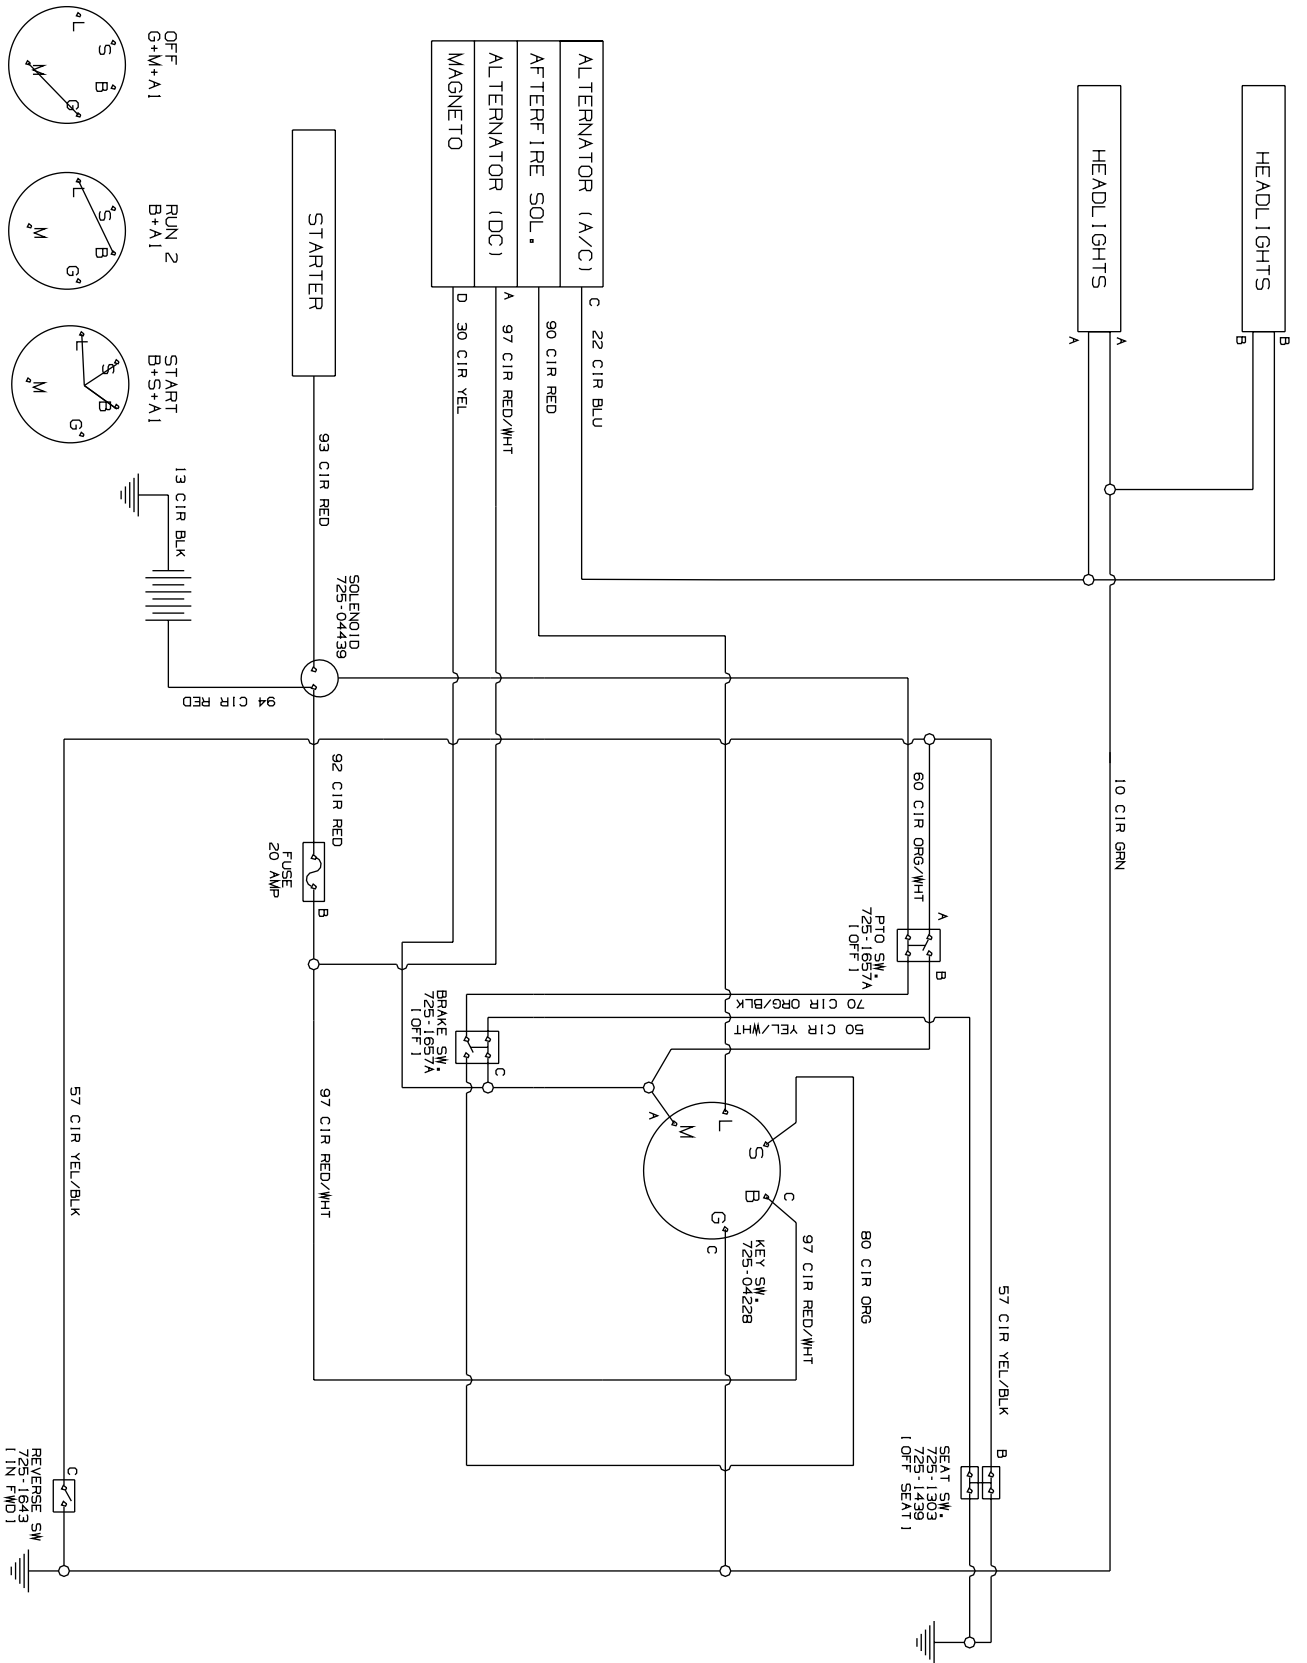 HEADLIGHTS
B
B
HEADLIGHTS
A
A
10 CIR GRN
ALTERNATOR (A/C)
AFTERFIRE SOL.
ALTERNATOR (DC)
MAGNETO
C
22 CIR BLU
90 CIR RED
A
97 CIR RED/WHT
D
30 CIR YEL
STARTER
93 CIR RED
SOLENOID
725-04439
13 CIR BLK
94 CIR RED
92 CIR RED
FUSE
20 AMP
B
97 CIR RED/WHT
60 CIR ORG/WHT
A
B
PTO SW.
725-1657A
[OFF]
70 CIR ORG/BLK
50 CIR YEL/WHT
BRAKE SW.
725-1657A
[OFF]
C
A
M
L
S
B
G
C
C
KEY SW.
725-04228
97 CIR RED/WHT
80 CIR ORG
57 CIR YEL/BLK
B
SEAT SW.
725-1303
725-1439
[OFF SEAT]
57 CIR YEL/BLK
C
REVERSE SW
725-1643
[IN FWD]
OFF
G+M+A1
L
S
B
G
M
RUN 2
B+A1
L
S
B
G
M
START
B+S+A1
L
S
B
G
M